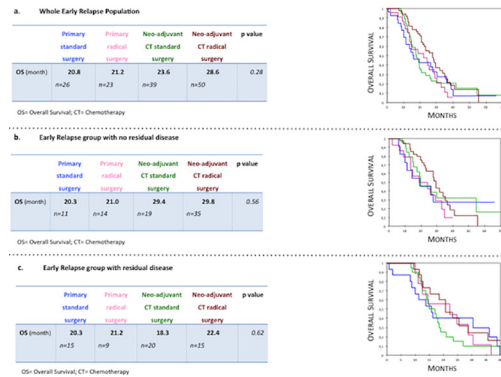 a. Whole Early Relapse Population
Primary standard surgery Primary radical surgery Neo-adjuvant CT standard surgery Neo-adjuvant CT radical surgery p value
OS (month) 20.8 21.2 23.6 28.6 0.28
n=26 n=23 n=39 n=50
OS= Overall Survival; CT= Chemotherapy
OVERALL SURVIVAL
MONTHS
b. Early Relapse group with no residual disease
Primary standard surgery Primary radical surgery Neo-adjuvant CT standard surgery Neo-adjuvant CT radical surgery p value
OS (month) 20.3 21.0 29.4 29.8 0.56
n=11 n=14 n=19 n=35
OS= Overall Survival; CT= Chemotherapy
OVERALL SURVIVAL
MONTHS
c. Early Relapse group with residual disease
Primary standard surgery Primary radical surgery Neo-adjuvant CT standard surgery Neo-adjuvant CT radical surgery p value
OS (month) 20.3 21.2 18.3 22.4 0.62
n=15 n=9 n=20 n=15
OS= Overall Survival; CT= Chemotherapy
OVERALL SURVIVAL
MONTHS